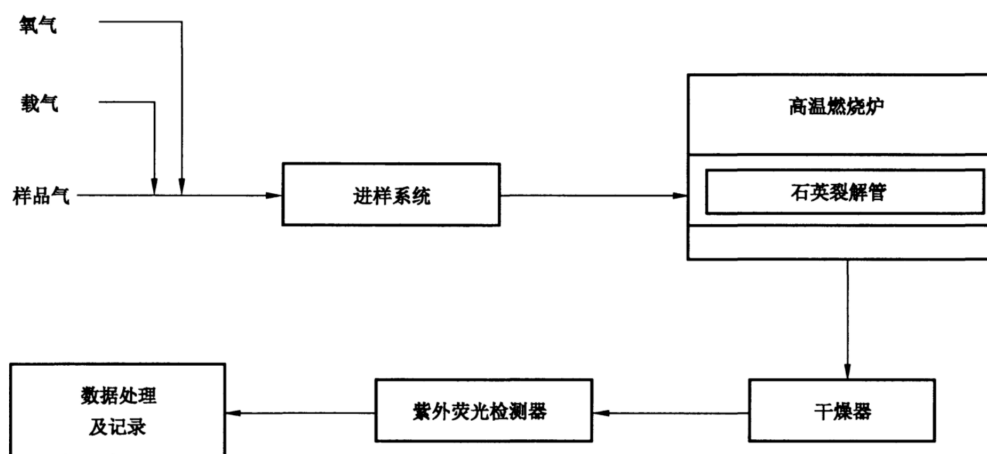 氧气
载气
样品气
进样系统
高温燃烧炉
石英裂解管
数据处理
及记录
紫外荧光检测器
干燥器